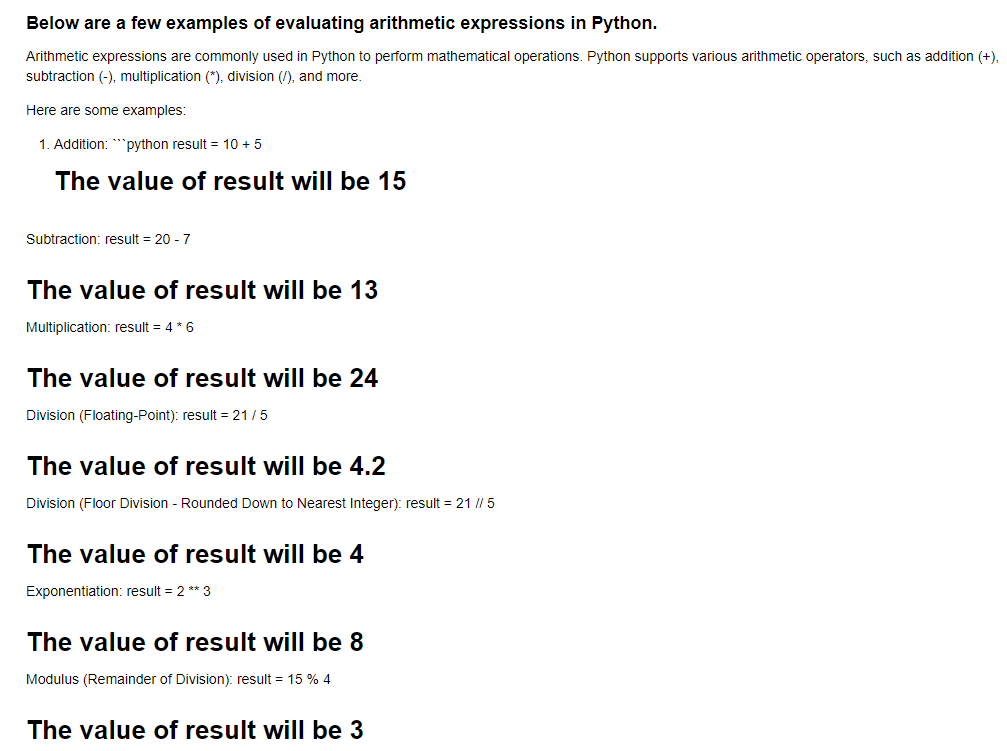 Below are a few examples of evaluating arithmetic expressions in Python.
Arithmetic expressions are commonly used in Python to perform mathematical operations. Python supports various arithmetic operators, such as addition (+),
subtraction (-), multiplication (*), division (/), and more.
Here are some examples:
1. Addition: ```python result = 10 + 5
The value of result will be 15
Subtraction: result = 20 - 7
The value of result will be 13
Multiplication: result = 4 * 6
The value of result will be 24
Division (Floating-Point): result = 21 / 5
The value of result will be 4.2
Division (Floor Division - Rounded Down to Nearest Integer): result = 21 // 5
The value of result will be 4
Exponentiation: result = 2 ** 3
The value of result will be 8
Modulus (Remainder of Division): result = 15 % 4
The value of result will be 3